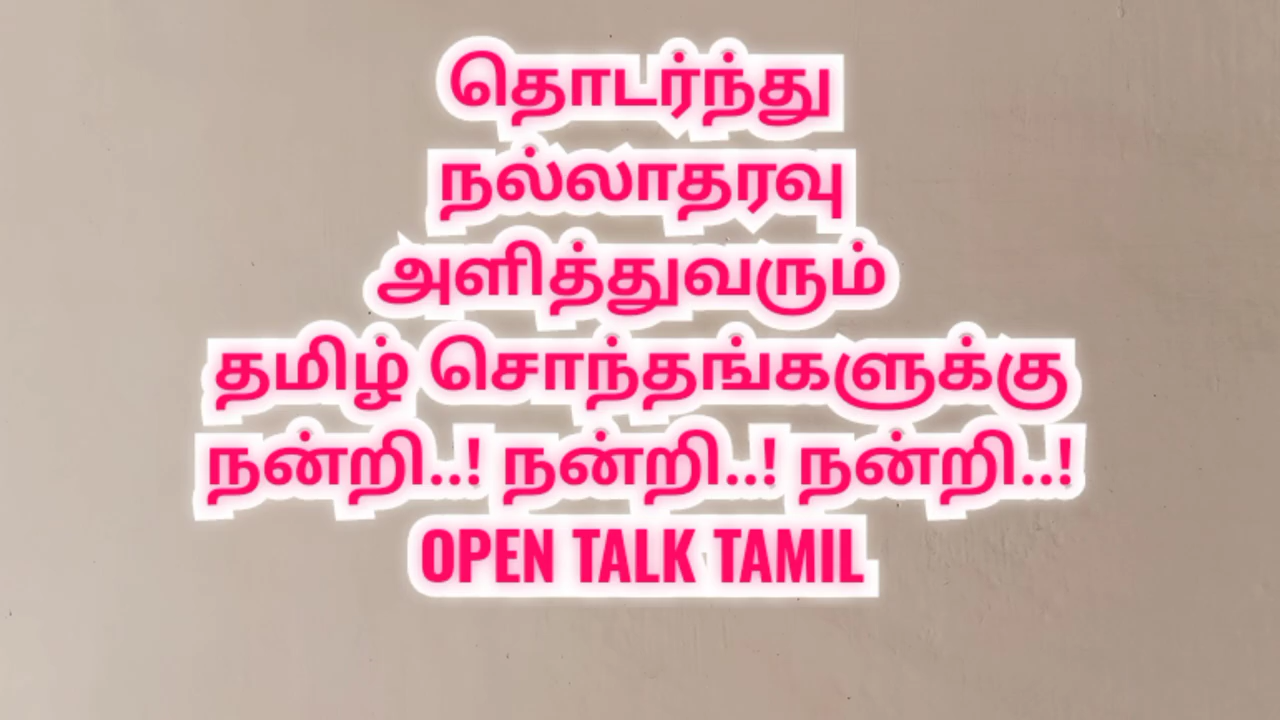 தொடர்ந்து
நல்லாதரவு
அளித்துவரும்
தமிழ் சொந்தங்களுக்கு
நன்றி..! நன்றி..! நன்றி..!
OPEN TALK TAMIL